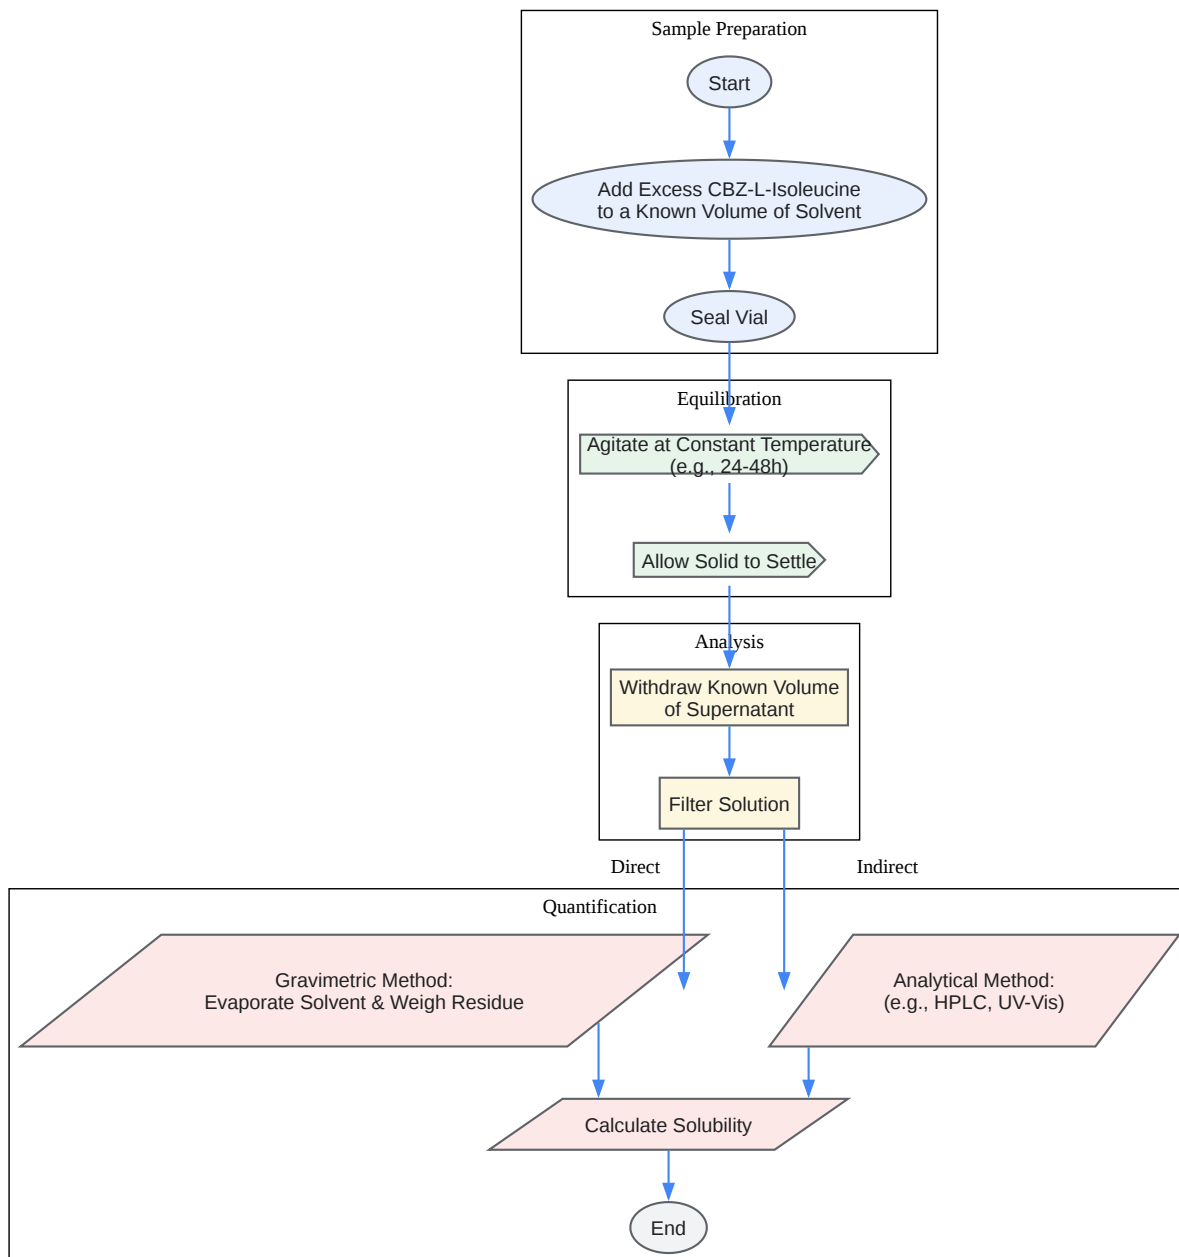 Sample Preparation
Start
Add Excess CBZ-L-Isoleucine
to a Known Volume of Solvent
Seal Vial
Equilibration
Agitate at Constant Temperature
(e.g., 24-48h)
Allow Solid to Settle
Analysis
Withdraw Known Volume
of Supernatant
Filter Solution
Direct
Indirect
Quantification
Gravimetric Method:
Evaporate Solvent & Weigh Residue
Analytical Method:
(e.g., HPLC, UV-Vis)
Calculate Solubility
End